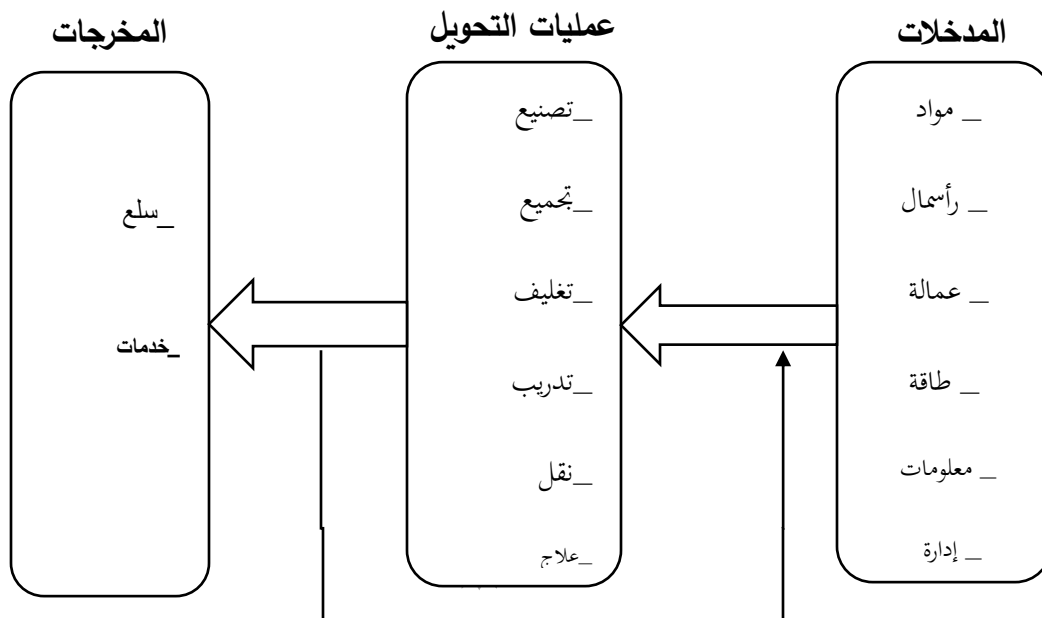 المدخلات
_ مواد
_ رأسمال
_ عمالة
_ طاقة
_ معلومات
_ إدارة
عمليات التحويل
_تصنيع
_تجميع
_تغليف
_تدريب
_نقل
_علاج
المخرجات
_سلع
_خدمات